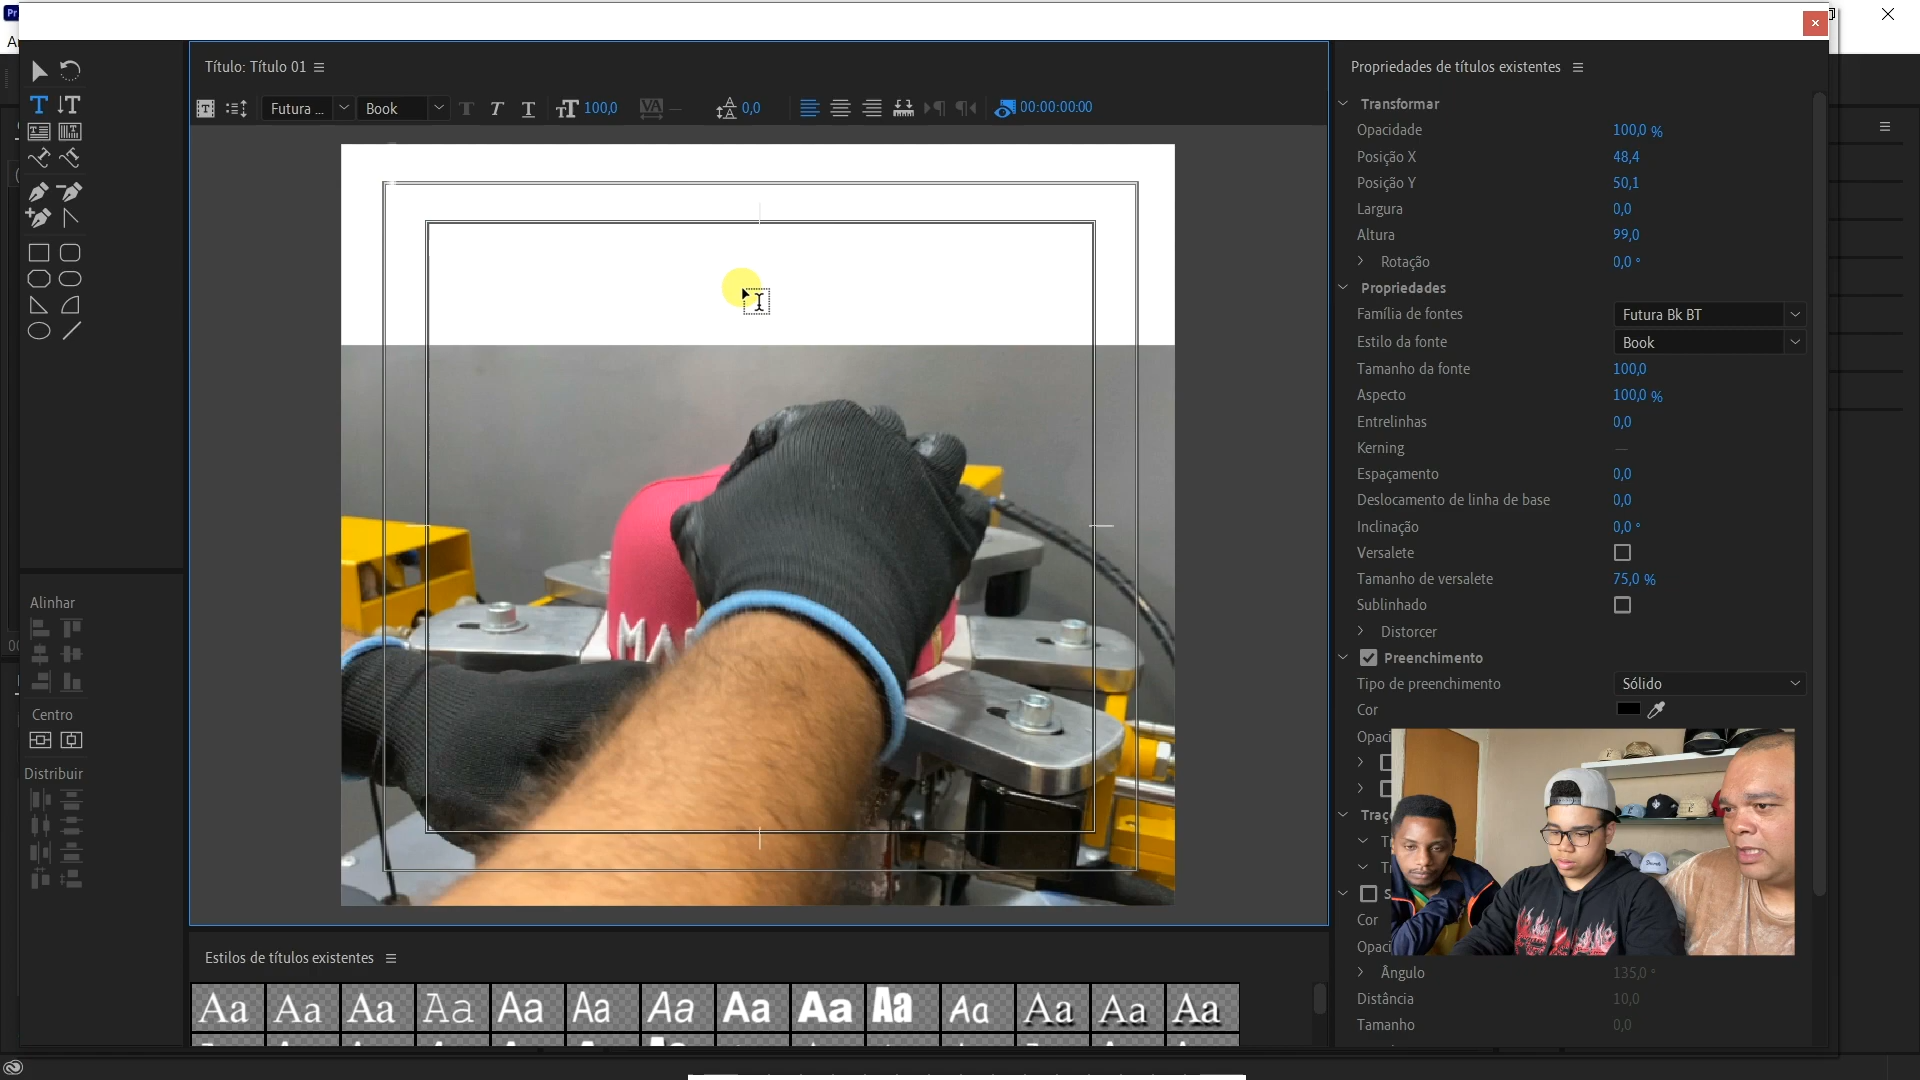 Pr
Título: Título 01
Futura ...
Book
100,0
0,0
00:00:00:00
Alinhar
Centro
Distribuir
Propriedades de títulos existentes
Transformar
Opacidade 100,0 %
Posição X 48,4
Posição Y 50,1
Largura 0,0
Altura 99,0
Rotação 0,0 °
Propriedades
Família de fontes Futura Bk BT
Estilo da fonte Book
Tamanho da fonte 100,0
Aspecto 100,0 %
Entrelinhas 0,0
Kerning —
Espaçamento 0,0
Deslocamento de linha de base 0,0
Inclinação 0,0 °
Versalete
Tamanho de versalete 75,0 %
Sublinhado
Distorcer
Preenchimento
Tipo de preenchimento Sólido
Cor
Opaci
Traç
T
T
S
Cor
Opaci
Ângulo 135,0 °
Distância 10,0
Tamanho 0,0
MA
Estilos de títulos existentes
Aa Aa Aa Aa Aa Aa Aa Aa Aa Aa Aa Aa Aa Aa